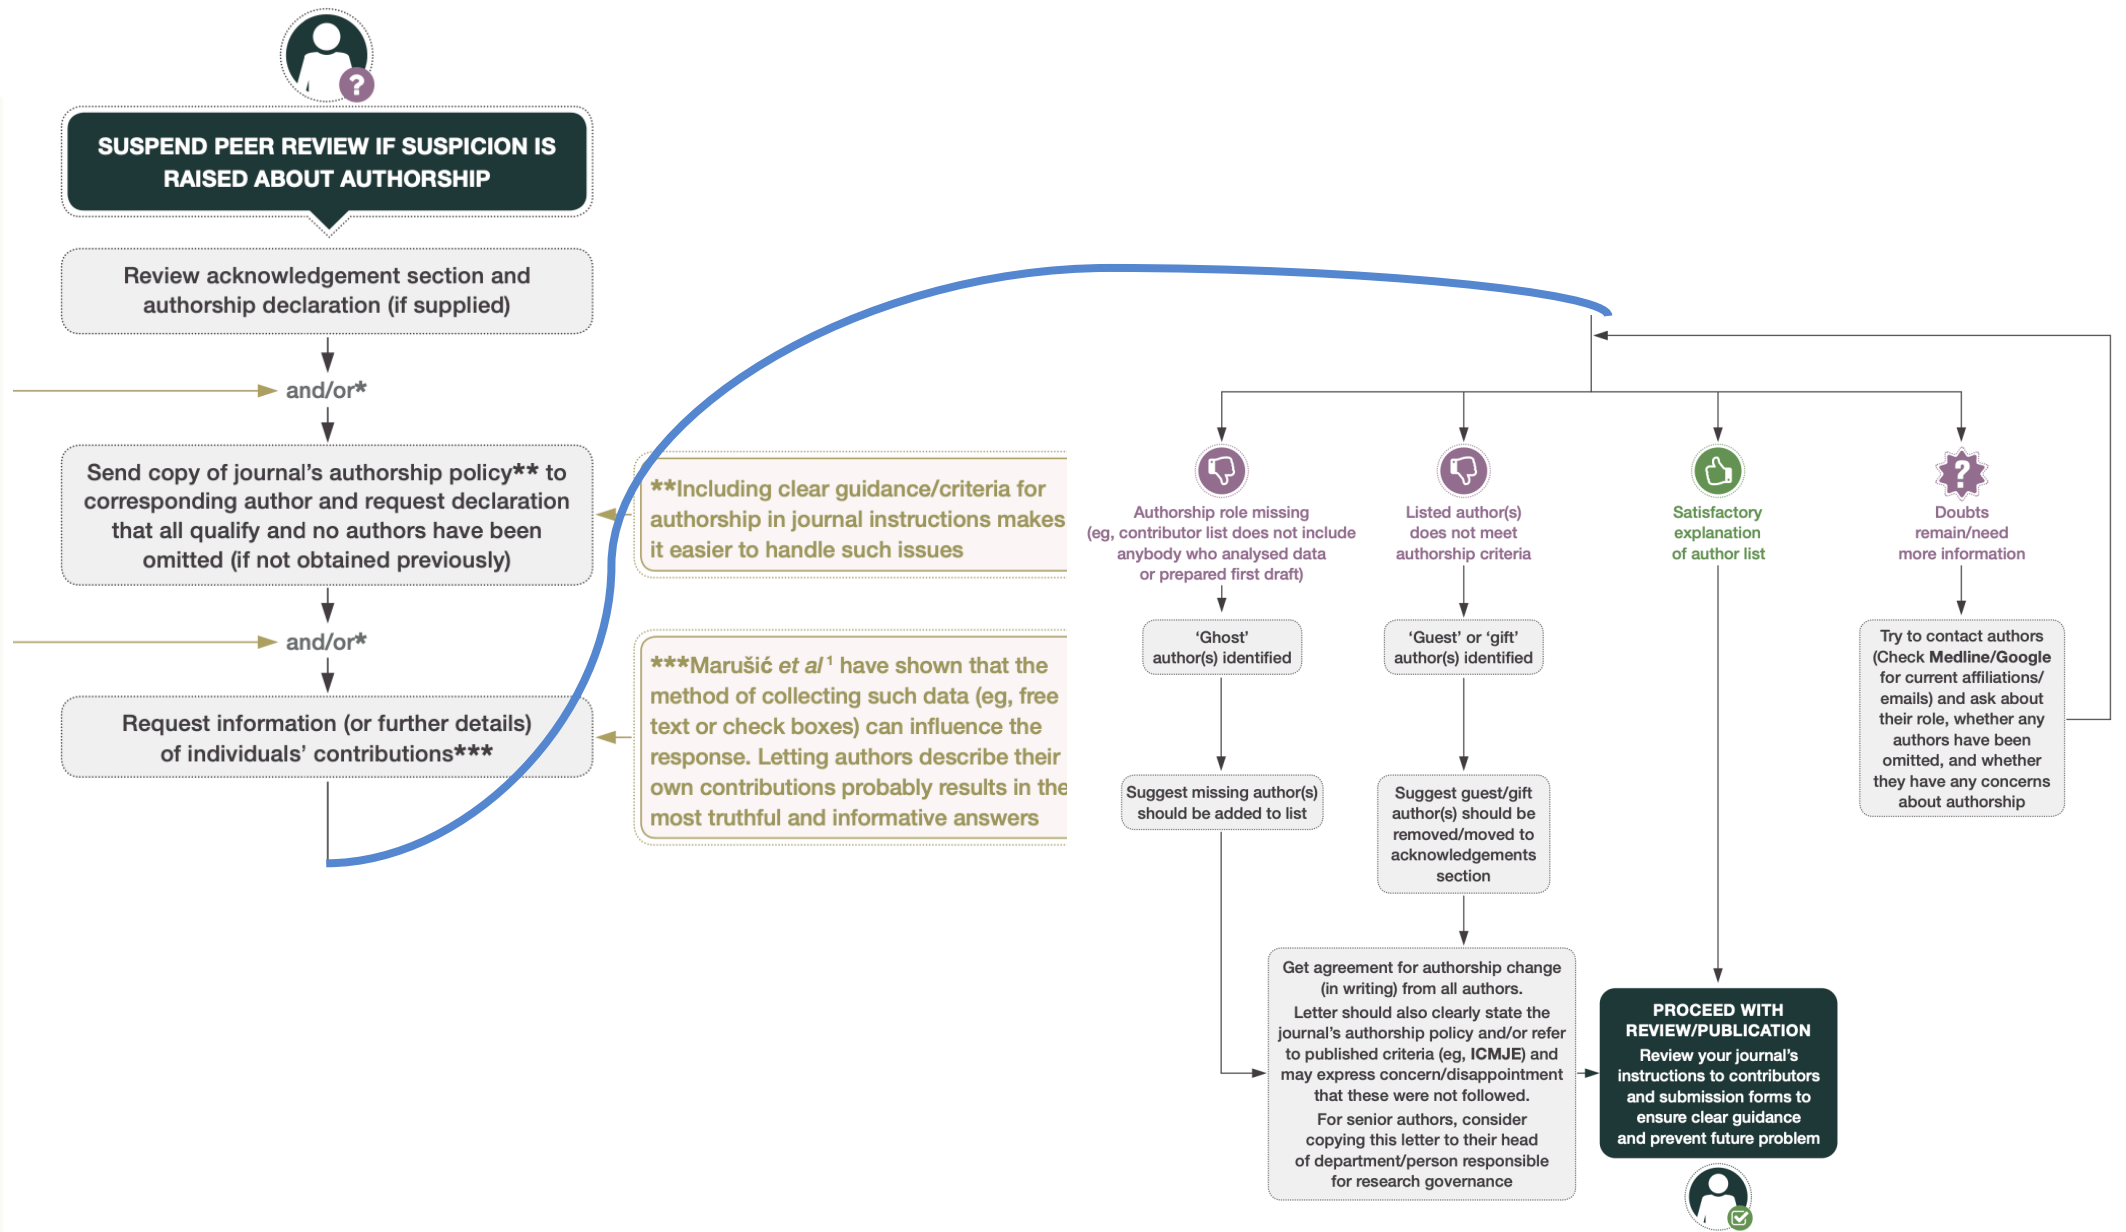 ?
SUSPEND PEER REVIEW IF SUSPICION IS
RAISED ABOUT AUTHORSHIP
Review acknowledgement section and
authorship declaration (if supplied)
and/or*
Send copy of journal’s authorship policy** to
corresponding author and request declaration
that all qualify and no authors have been
omitted (if not obtained previously)
**Including clear guidance/criteria for
authorship in journal instructions makes
it easier to handle such issues
and/or*
Request information (or further details)
of individuals’ contributions***
***Marušić et al¹ have shown that the
method of collecting such data (eg, free
text or check boxes) can influence the
response. Letting authors describe their
own contributions probably results in the
most truthful and informative answers
Authorship role missing
(eg, contributor list does not include
anybody who analysed data
or prepared first draft)
‘Ghost’
author(s) identified
Suggest missing author(s)
should be added to list
Listed author(s)
does not meet
authorship criteria
‘Guest’ or ‘gift’
author(s) identified
Suggest guest/gift
author(s) should be
removed/moved to
acknowledgements
section
Get agreement for authorship change
(in writing) from all authors.
Letter should also clearly state the
journal’s authorship policy and/or refer
to published criteria (eg, ICMJE) and
may express concern/disappointment
that these were not followed.
For senior authors, consider
copying this letter to their head
of department/person responsible
for research governance
Satisfactory
explanation
of author list
PROCEED WITH
REVIEW/PUBLICATION
Review your journal’s
instructions to contributors
and submission forms to
ensure clear guidance
and prevent future problem
?
Doubts
remain/need
more information
Try to contact authors
(Check Medline/Google
for current affiliations/
emails) and ask about
their role, whether any
authors have been
omitted, and whether
they have any concerns
about authorship